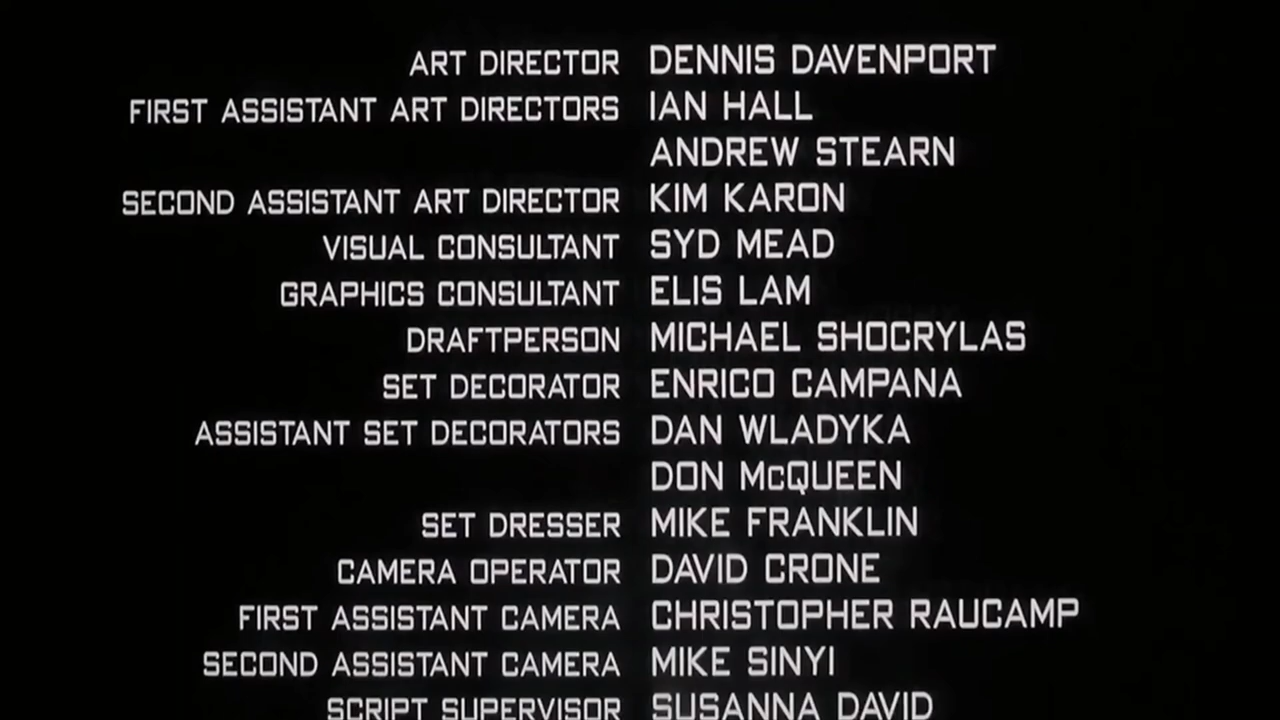 ART DIRECTOR DENNIS DAVENPORT
FIRST ASSISTANT ART DIRECTORS IAN HALL
ANDREW STEARN
SECOND ASSISTANT ART DIRECTOR KIM KARON
VISUAL CONSULTANT SYD MEAD
GRAPHICS CONSULTANT ELIS LAM
DRAFTPERSON MICHAEL SHOCRYLAS
SET DECORATOR ENRICO CAMPANA
ASSISTANT SET DECORATORS DAN WLADYKA
DON McQUEEN
SET DRESSER MIKE FRANKLIN
CAMERA OPERATOR DAVID CRONE
FIRST ASSISTANT CAMERA CHRISTOPHER RAUCAMP
SECOND ASSISTANT CAMERA MIKE SINYI
SCRIPT SUPERVISOR SUSANNA DAVID